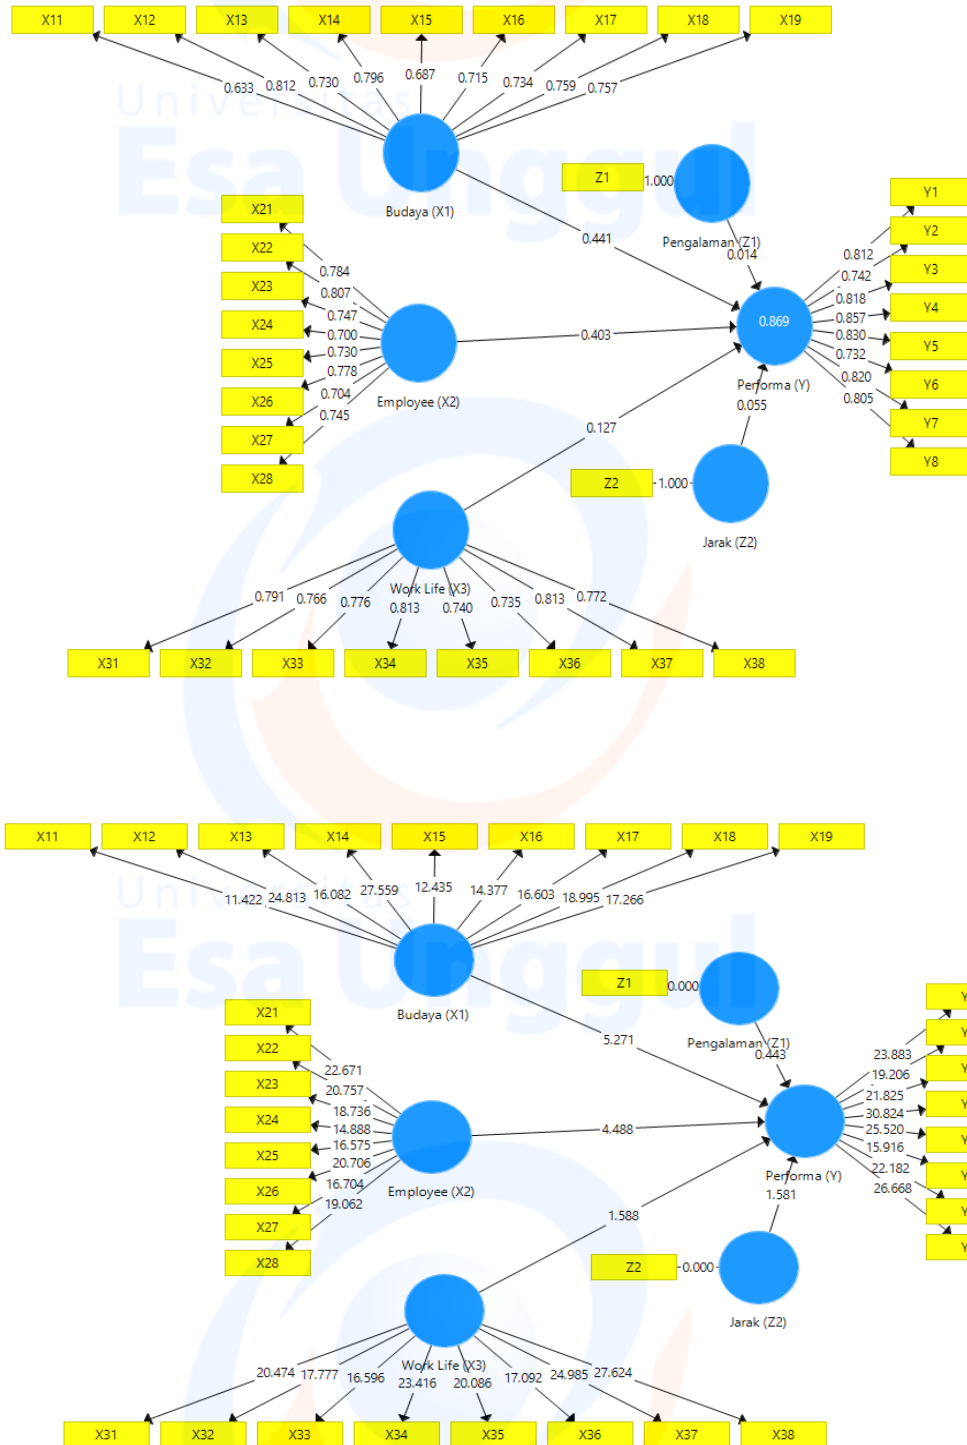 X11 X12 X13 X14 X15 X16 X17 X18 X19
0.633 0.812 0.730 0.796 0.687 0.715 0.734 0.759 0.757
Universitas
Esa Unggul
Budaya (X1)
Z1 1.000
Pengalaman (Z1)
0.014
0.441
X21
X22
X23
X24
X25
X26
X27
X28
0.784
0.807
0.747
0.700
0.730
0.778
0.704
0.745
Employee (X2)
0.403
0.869
Performa (Y)
0.055
0.127
Y1
Y2
Y3
Y4
Y5
Y6
Y7
Y8
0.812
0.742
0.818
0.857
0.830
0.732
0.820
0.805
Z2 1.000
Jarak (Z2)
Work Life (X3)
0.791 0.766 0.776 0.813 0.740 0.735 0.813 0.772
X31 X32 X33 X34 X35 X36 X37 X38
X11 X12 X13 X14 X15 X16 X17 X18 X19
11.422 24.813 16.082 27.559 12.435 14.377 16.603 18.995 17.266
Universitas
Esa Unggul
Budaya (X1)
Z1 0.000
Pengalaman (Z1)
0.443
5.271
X21
X22
X23
X24
X25
X26
X27
X28
22.671
20.757
18.736
14.888
16.575
20.706
16.704
19.062
Employee (X2)
4.488
Performa (Y)
1.581
1.588
Y
Y
Y
Y
Y
Y
Y
Y
23.883
19.206
21.825
30.824
25.520
15.916
22.182
26.668
Z2 0.000
Jarak (Z2)
Work Life (X3)
20.474 17.777 16.596 23.416 20.086 17.092 24.985 27.624
X31 X32 X33 X34 X35 X36 X37 X38